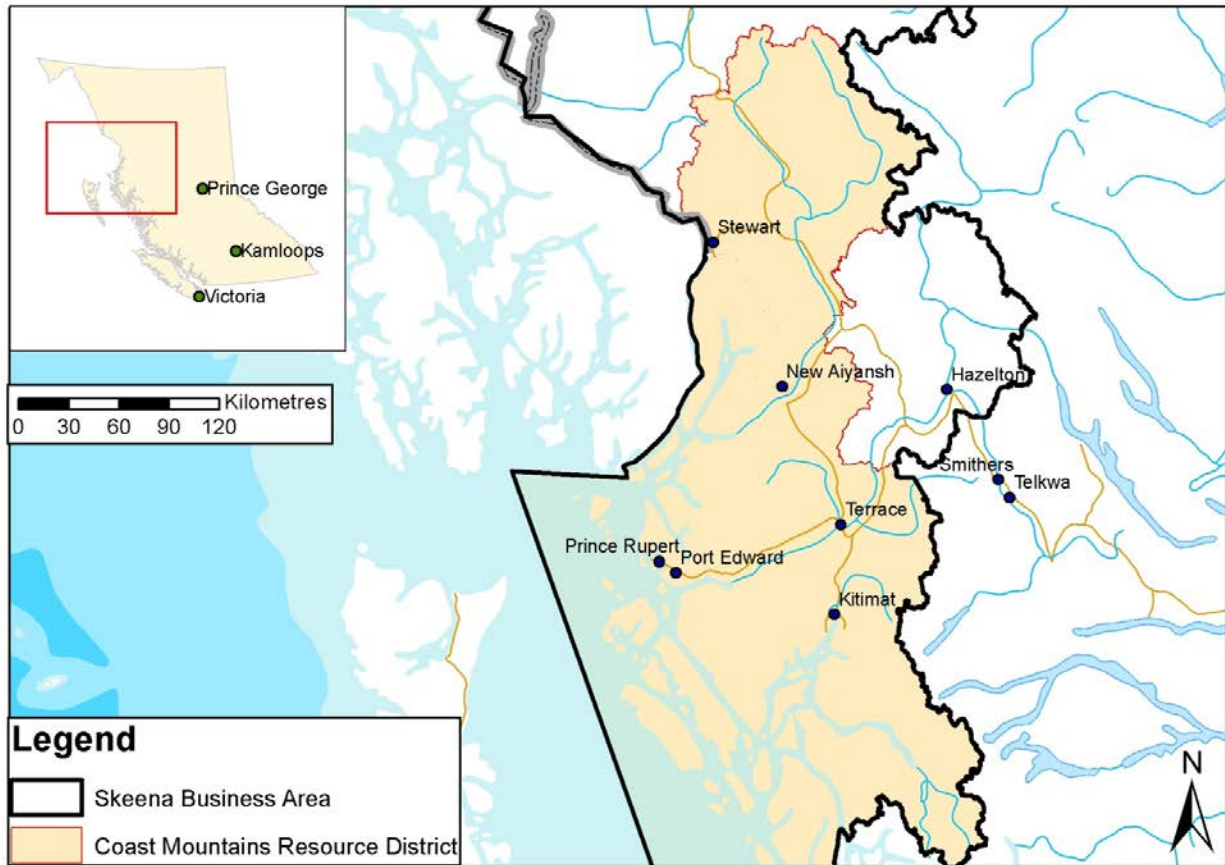 Prince George
Kamloops
Victoria
Kilometres
0 30 60 90 120
Stewart
New Aiyansh
Hazelton
Smithers
Telkwa
Terrace
Prince Rupert
Port Edward
Kitimat
Legend
Skeena Business Area
Coast Mountains Resource District
N